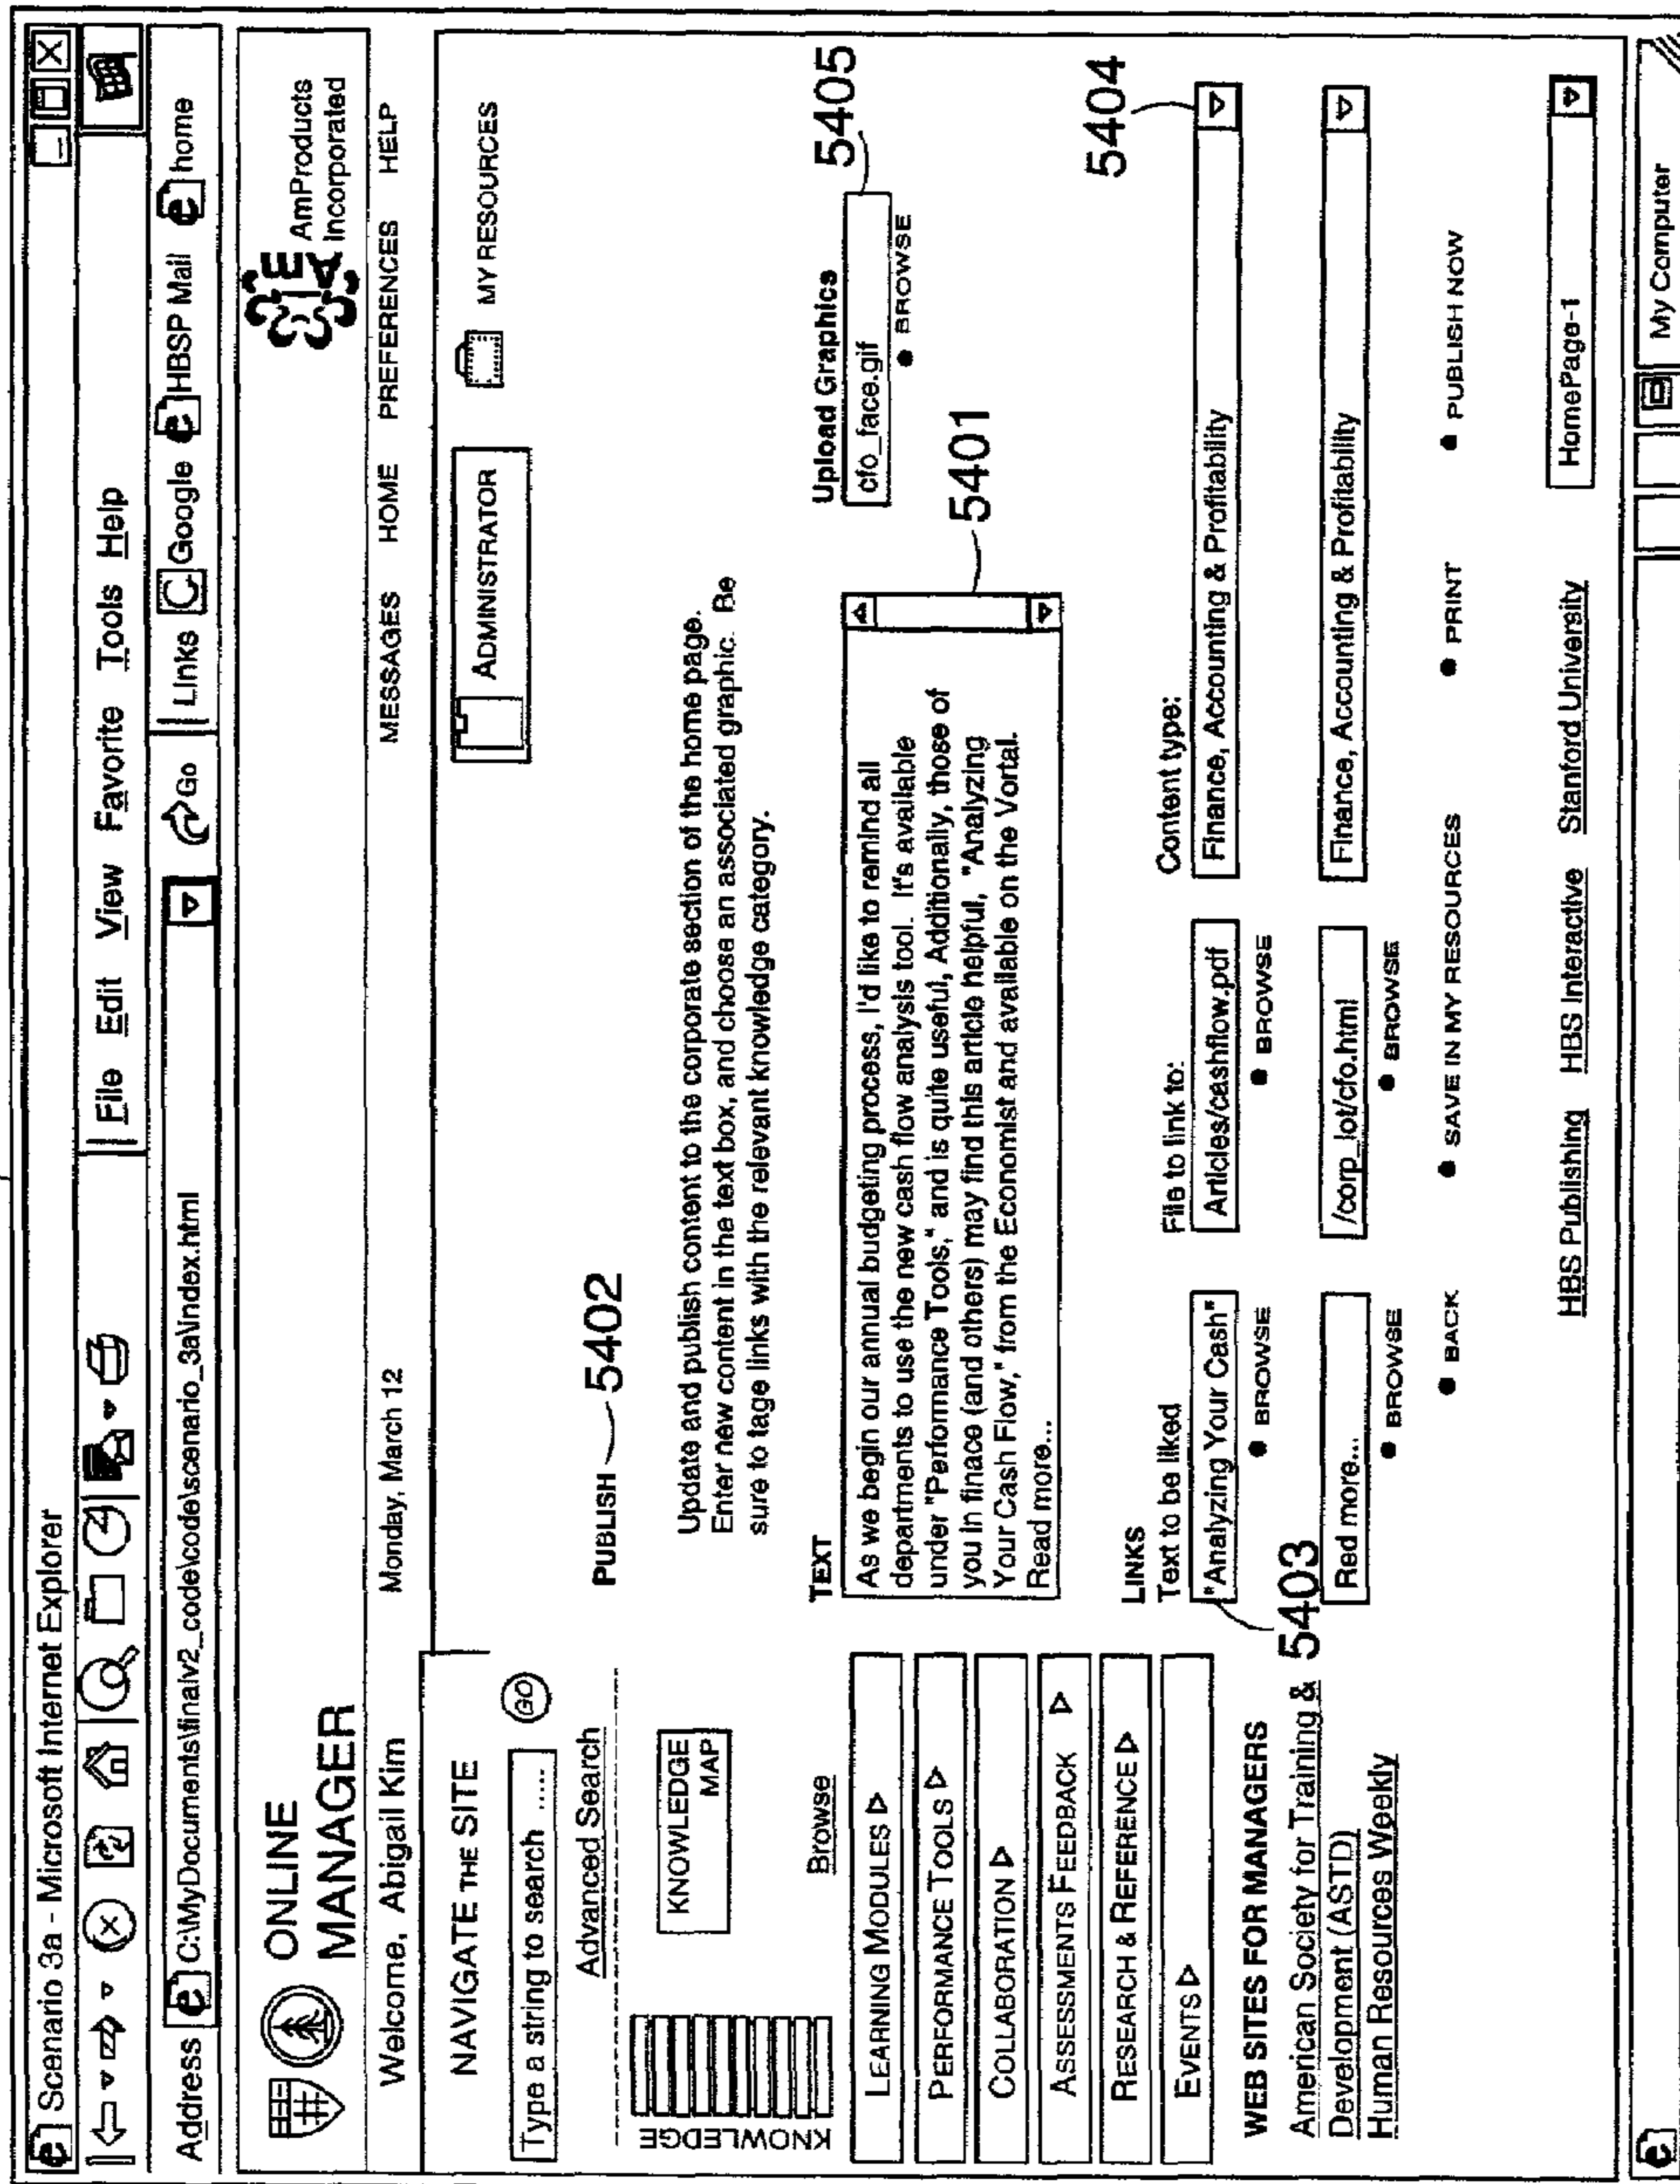 Scenario 3a - Microsoft Internet Explorer
File Edit View Favorite Tools Help
Address C:\MyDocuments\finalv2_code\code\scenario_3a\index.html Go Links Google HBSP Mail home
ONLINE
MANAGER
AmProducts
Incorporated
Welcome, Abigail Kim Monday, March 12 MESSAGES HOME PREFERENCES HELP
NAVIGATE THE SITE
Type a string to search ....
GO
Advanced Search
KNOWLEDGE
KNOWLEDGE
MAP
Browse
LEARNING MODULES
PERFORMANCE TOOLS
COLLABORATION
ASSESSMENTS FEEDBACK
RESEARCH & REFERENCE
EVENTS
WEB SITES FOR MANAGERS
American Society for Training &
Development (ASTD)
Human Resources Weekly
ADMINISTRATOR
MY RESOURCES
PUBLISH 5402
Update and publish content to the corporate section of the home page.
Enter new content in the text box, and choose an associated graphic. Be
sure to tage links with the relevant knowledge category.
TEXT
As we begin our annual budgeting process, I'd like to remind all
departments to use the new cash flow analysis tool. It's available
under "Performance Tools," and is quite useful, Additionally, those of
you in finace (and others) may find this article helpful, "Analyzing
Your Cash Flow," from the Economist and available on the Vortal.
Read more...
5401
Upload Graphics
cfo_face.gif
BROWSE
5405
LINKS
Text to be liked File to link to: Content type:
5404
"Analyzing Your Cash" Articles/cashflow.pdf Finance, Accounting & Profitability
BROWSE BROWSE
5403
Red more... /corp_lot/cfo.html Finance, Accounting & Profitability
BROWSE BROWSE
BACK SAVE IN MY RESOURCES PRINT PUBLISH NOW
HBS Publishing HBS Interactive Stanford University HomePage-1
My Computer